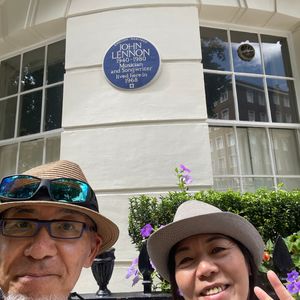 JOHN
LENNON
1940-1980
Musician
and Songwriter
lived here in
1968